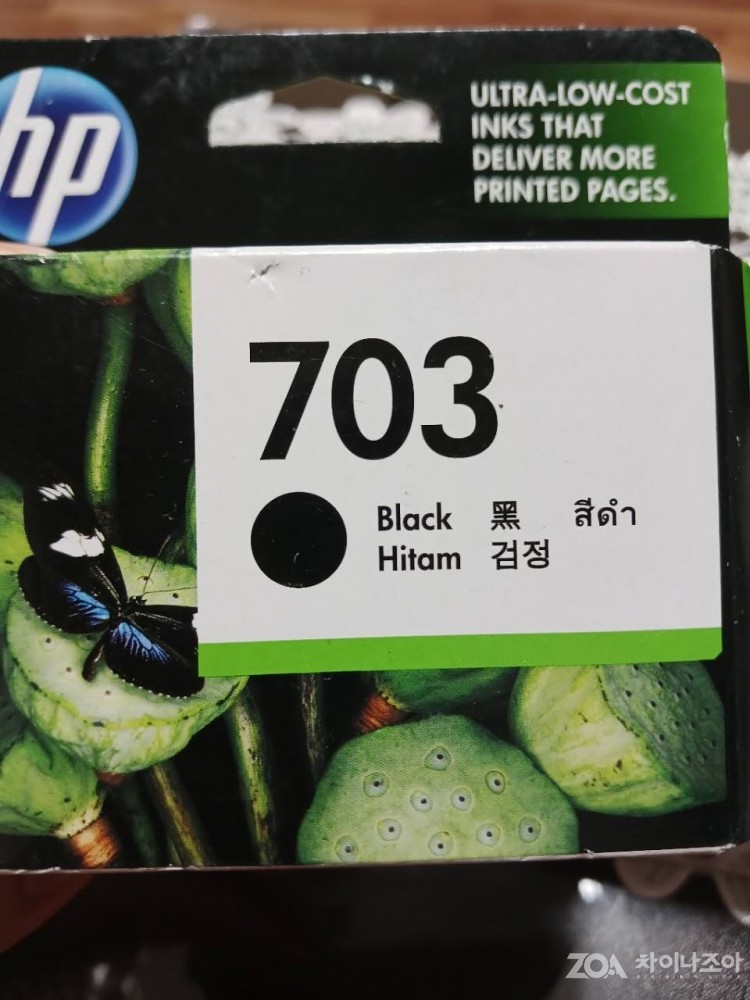 hp
ULTRA-LOW-COST
INKS THAT
DELIVER MORE
PRINTED PAGES.
703
Black 黑 สีดำ
Hitam 검정
ZOA 차이나조아